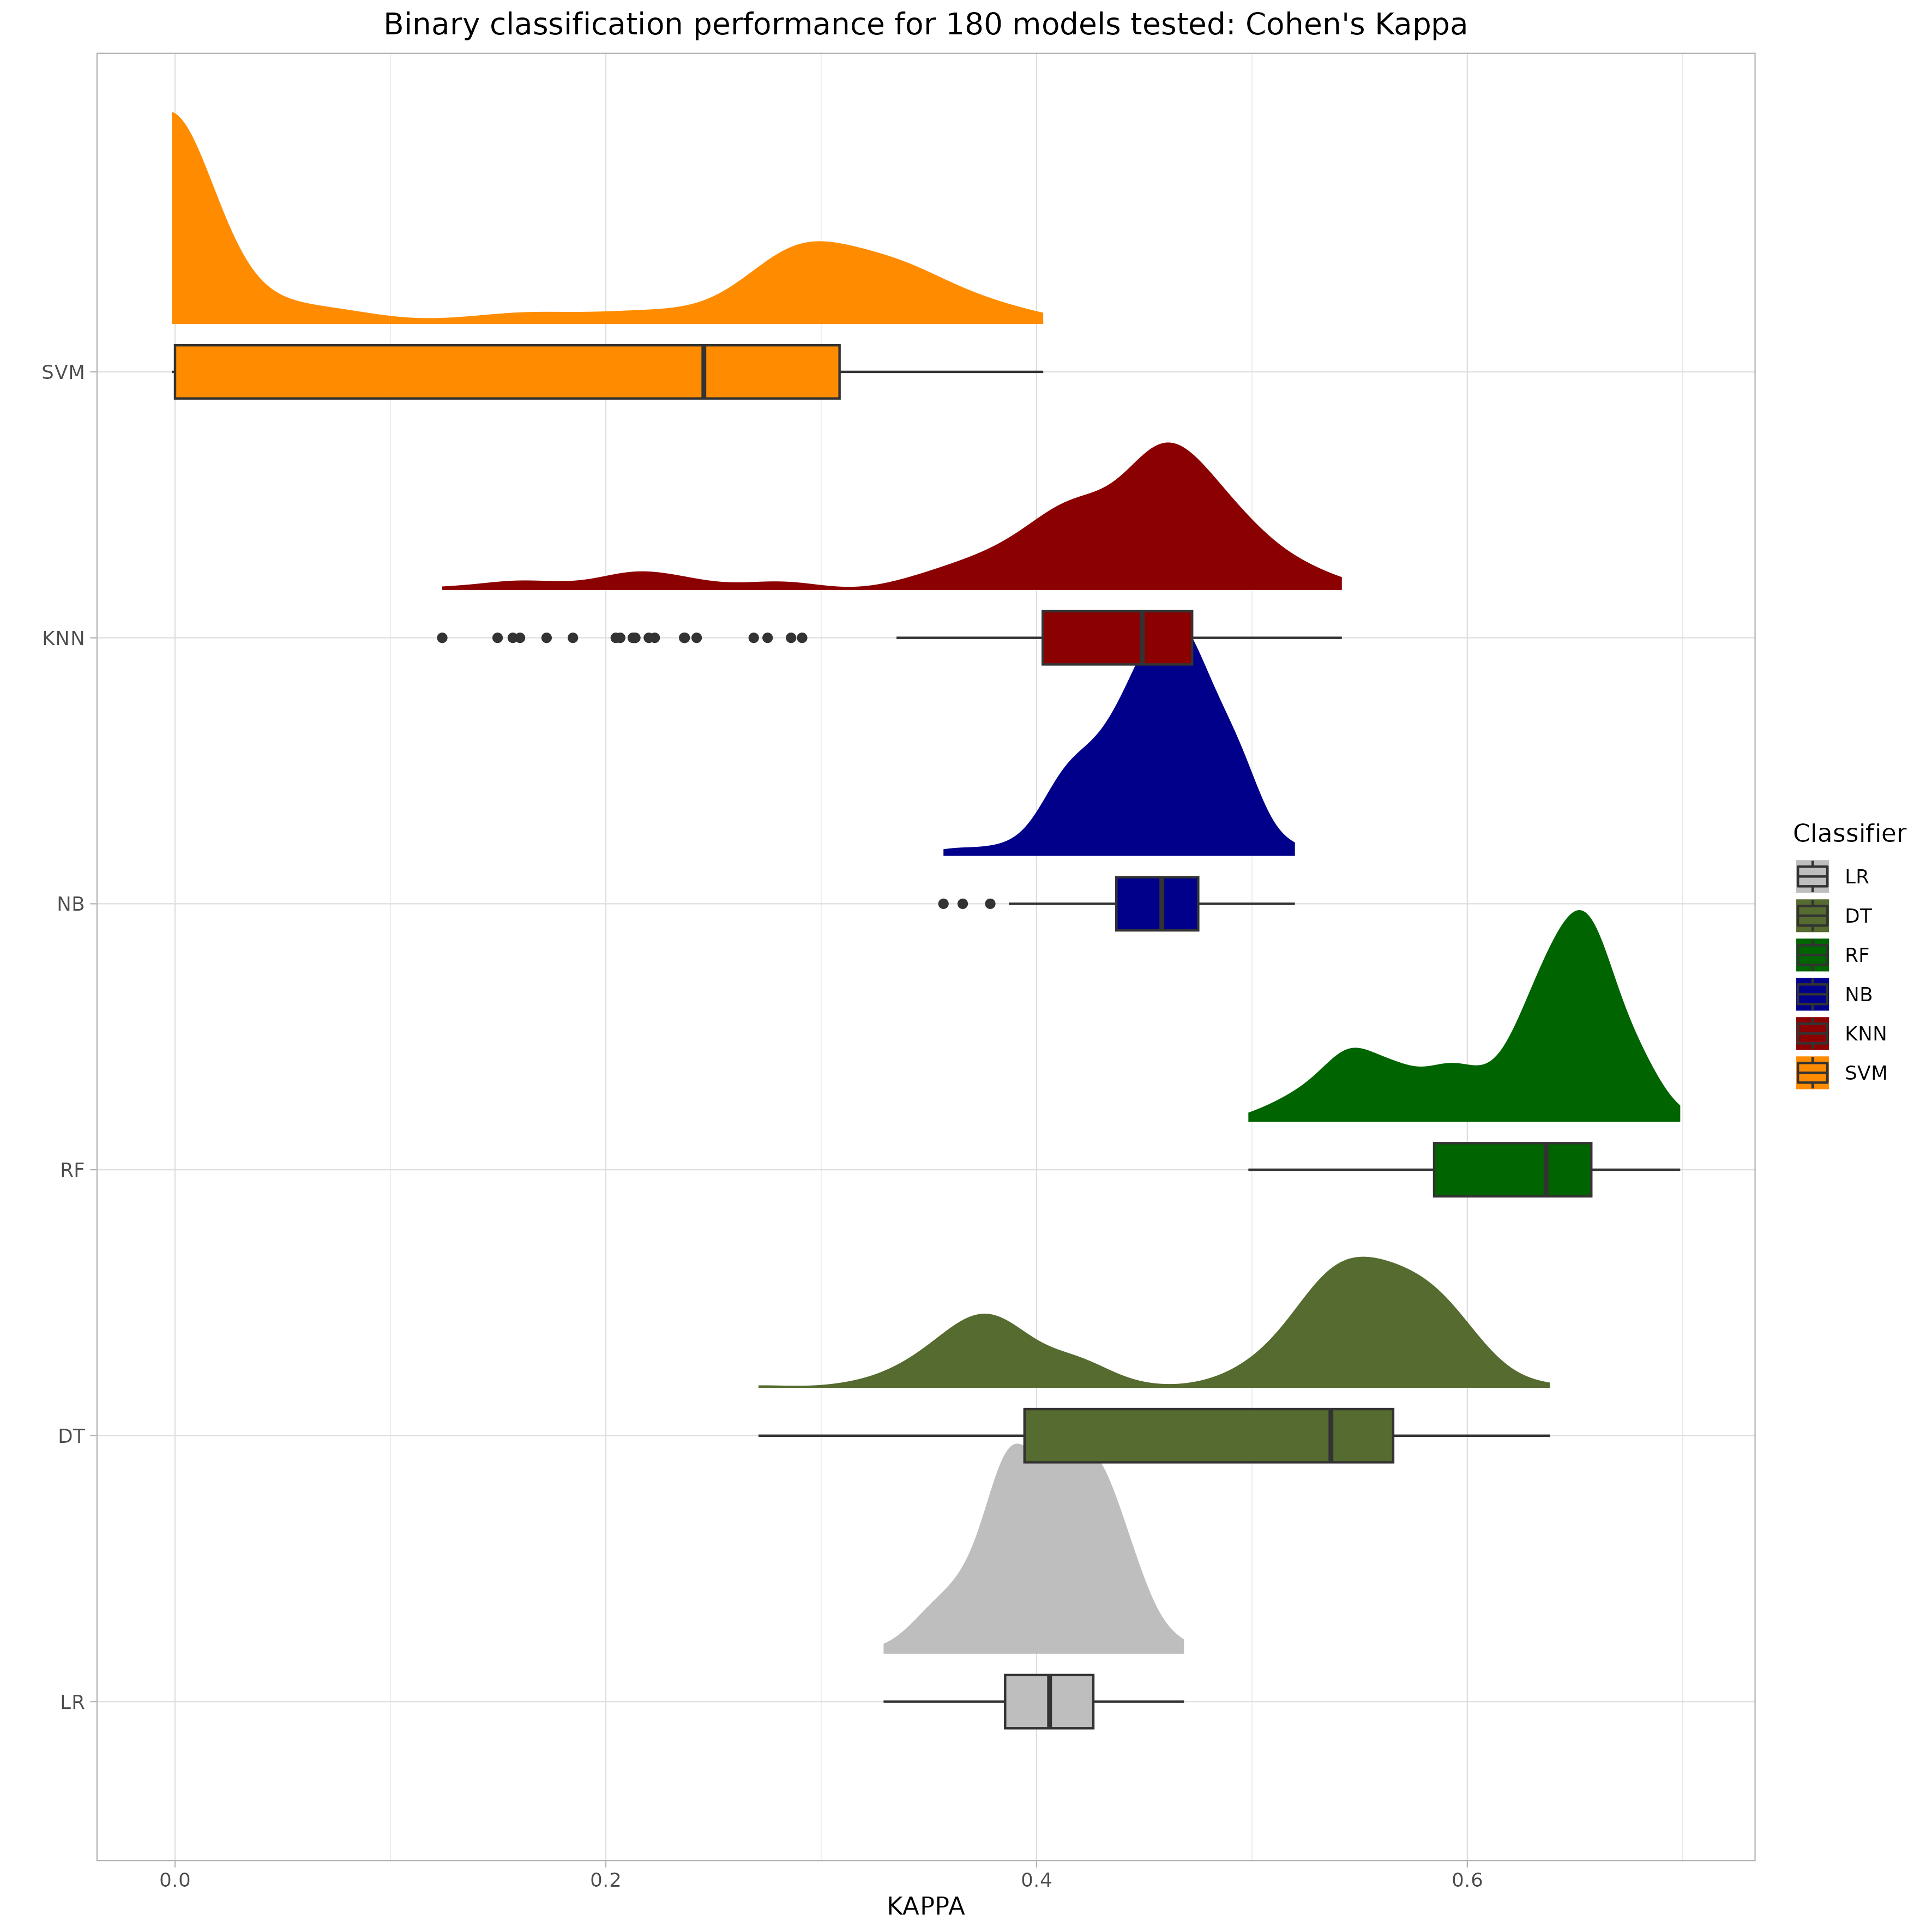 Binary classification performance for 180 models tested: Cohen's Kappa
SVM
KNN
NB
RF
DT
LR
0.0
0.2
0.4
0.6
KAPPA
Classifier
LR
DT
RF
NB
KNN
SVM